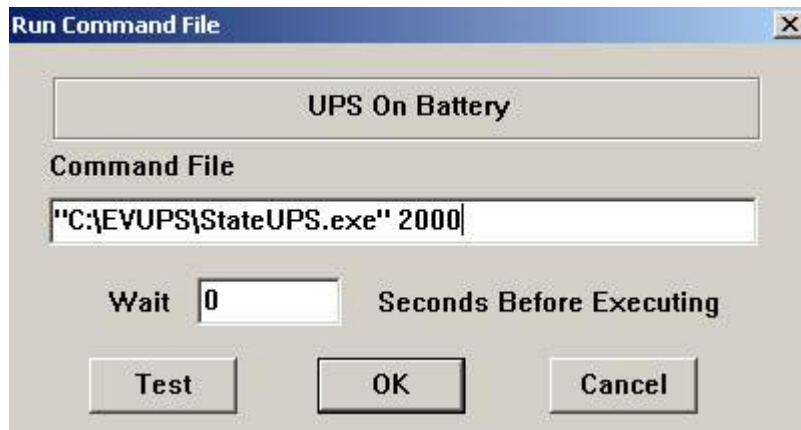 Run Command File
UPS On Battery
Command File
"C:\EVUPS\StateUPS.exe" 2000
Wait 0 Seconds Before Executing
Test OK Cancel